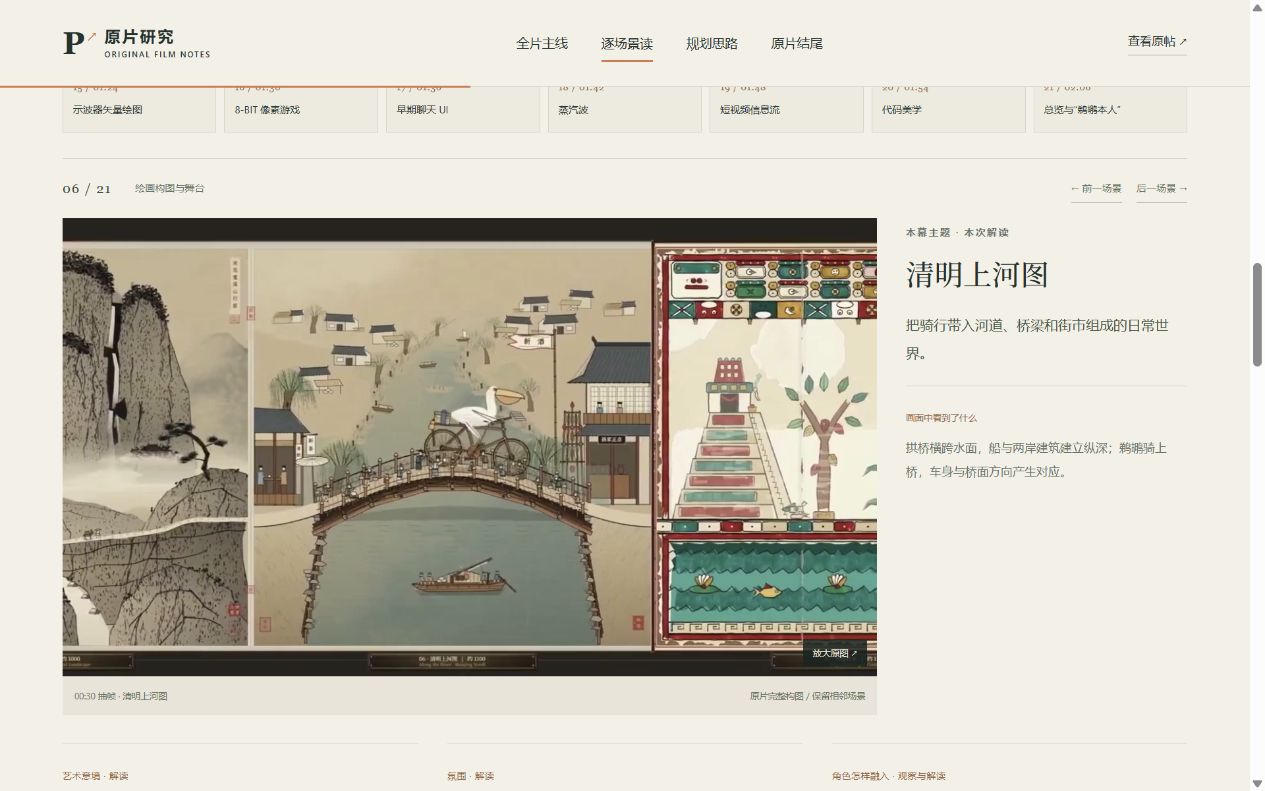 P↗ 原片研究
ORIGINAL FILM NOTES
全片主线
逐场景读
规划思路
原片结尾
查看原帖 ↗
示波器矢量绘图
8-BIT 像素游戏
早期聊天 UI
蒸汽波
短视频信息流
代码美学
总览与“鹈鹕本人”
06 / 21
绘画构图与舞台
← 前一场景
后一场景 →
本幕主题 · 本次解读
清明上河图
把骑行带入河道、桥梁和街市组成的日常世
界。
画面中看到了什么
拱桥横跨水面，船与两岸建筑建立纵深；鹈鹕骑上
桥，车身与桥面方向产生对应。
新酒
06 · 清明上河图 | 约 1100
放大原图 ↗
00:30 抽帧 · 清明上河图
原片完整构图 / 保留相邻场景
艺术意境 · 解读
氛围 · 解读
角色怎样融入 · 观察与解读